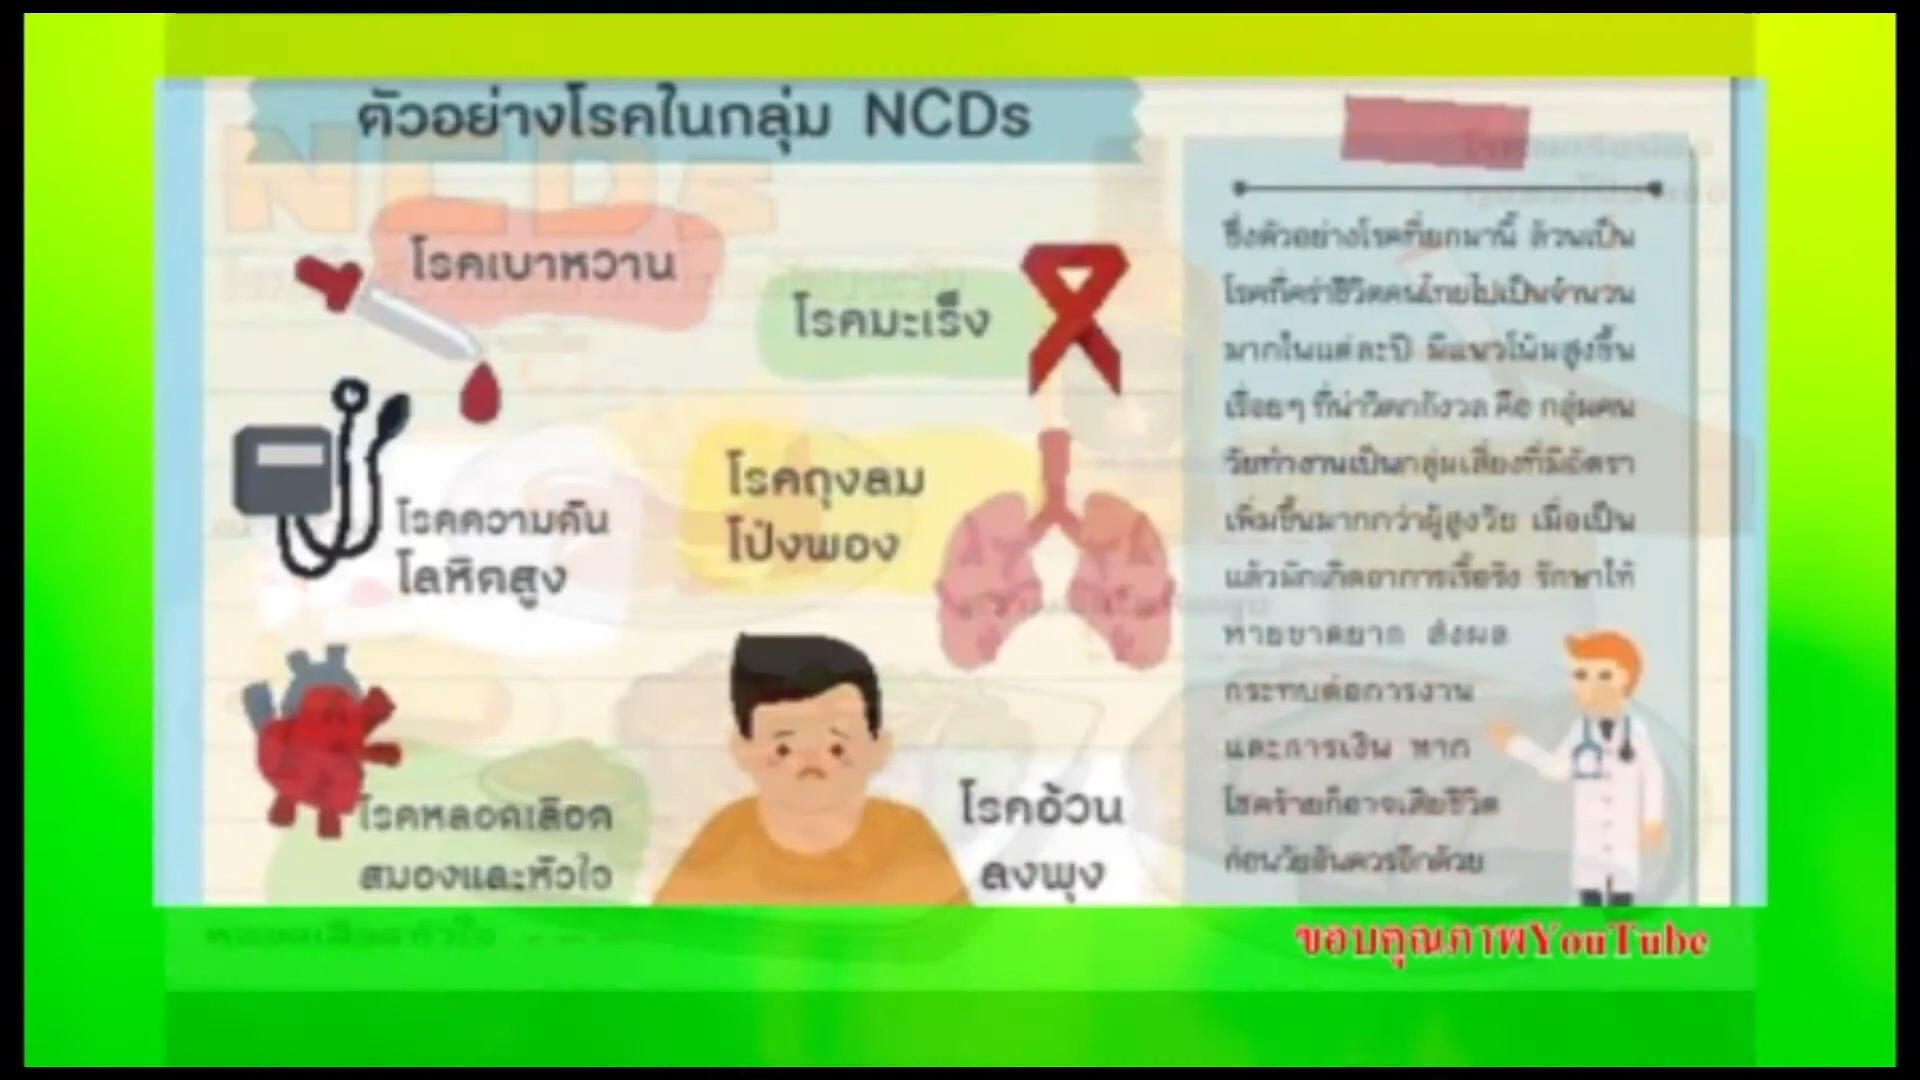 ตัวอย่างโรคในกลุ่ม NCDs
NCDs
โรคเบาหวาน
โรคมะเร็ง
โรคความดัน
โลหิตสูง
โรคถุงลม
โป่งพอง
โรคหลอดเลือด
สมองและหัวใจ
โรคอ้วน
ลงพุง
ซึ่งตัวอย่างโรคที่ยกมานี้ ล้วนเป็น
โรคที่คร่าชีวิตคนไทยไปเป็นจำนวน
มากในแต่ละปี มีแนวโน้มสูงขึ้น
เรื่อยๆ ที่น่าวิตกกังวล คือ กลุ่มคน
วัยทำงานเป็นกลุ่มเสี่ยงที่มีอัตรา
เพิ่มขึ้นมากกว่าผู้สูงวัย เมื่อเป็น
แล้วมักเกิดอาการเรื้อรัง รักษาให้
หายขาดยาก ส่งผล
กระทบต่อการงาน
และการเงิน หาก
โชคร้ายก็อาจเสียชีวิต
ก่อนวัยอันควรอีกด้วย
ขอบคุณภาพYouTube